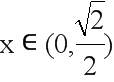 x ∈ (0,√2/2)